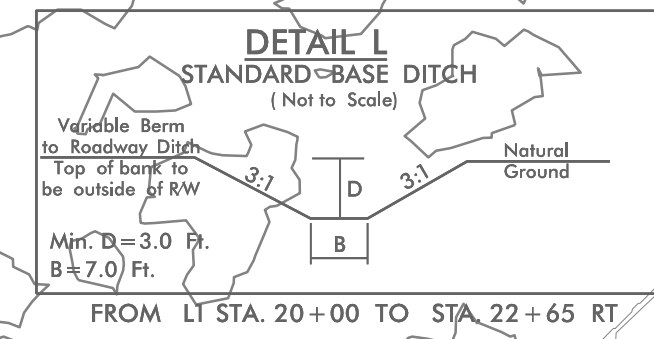 DETAIL L
STANDARD BASE DITCH
( Not to Scale)
Variable Berm
to Roadway Ditch
Top of bank to
be outside of R/W
3:1
D
3:1
Natural
Ground
B
Min. D=3.0 Ft.
B=7.0 Ft.
FROM L1 STA. 20+00 TO STA. 22+65 RT